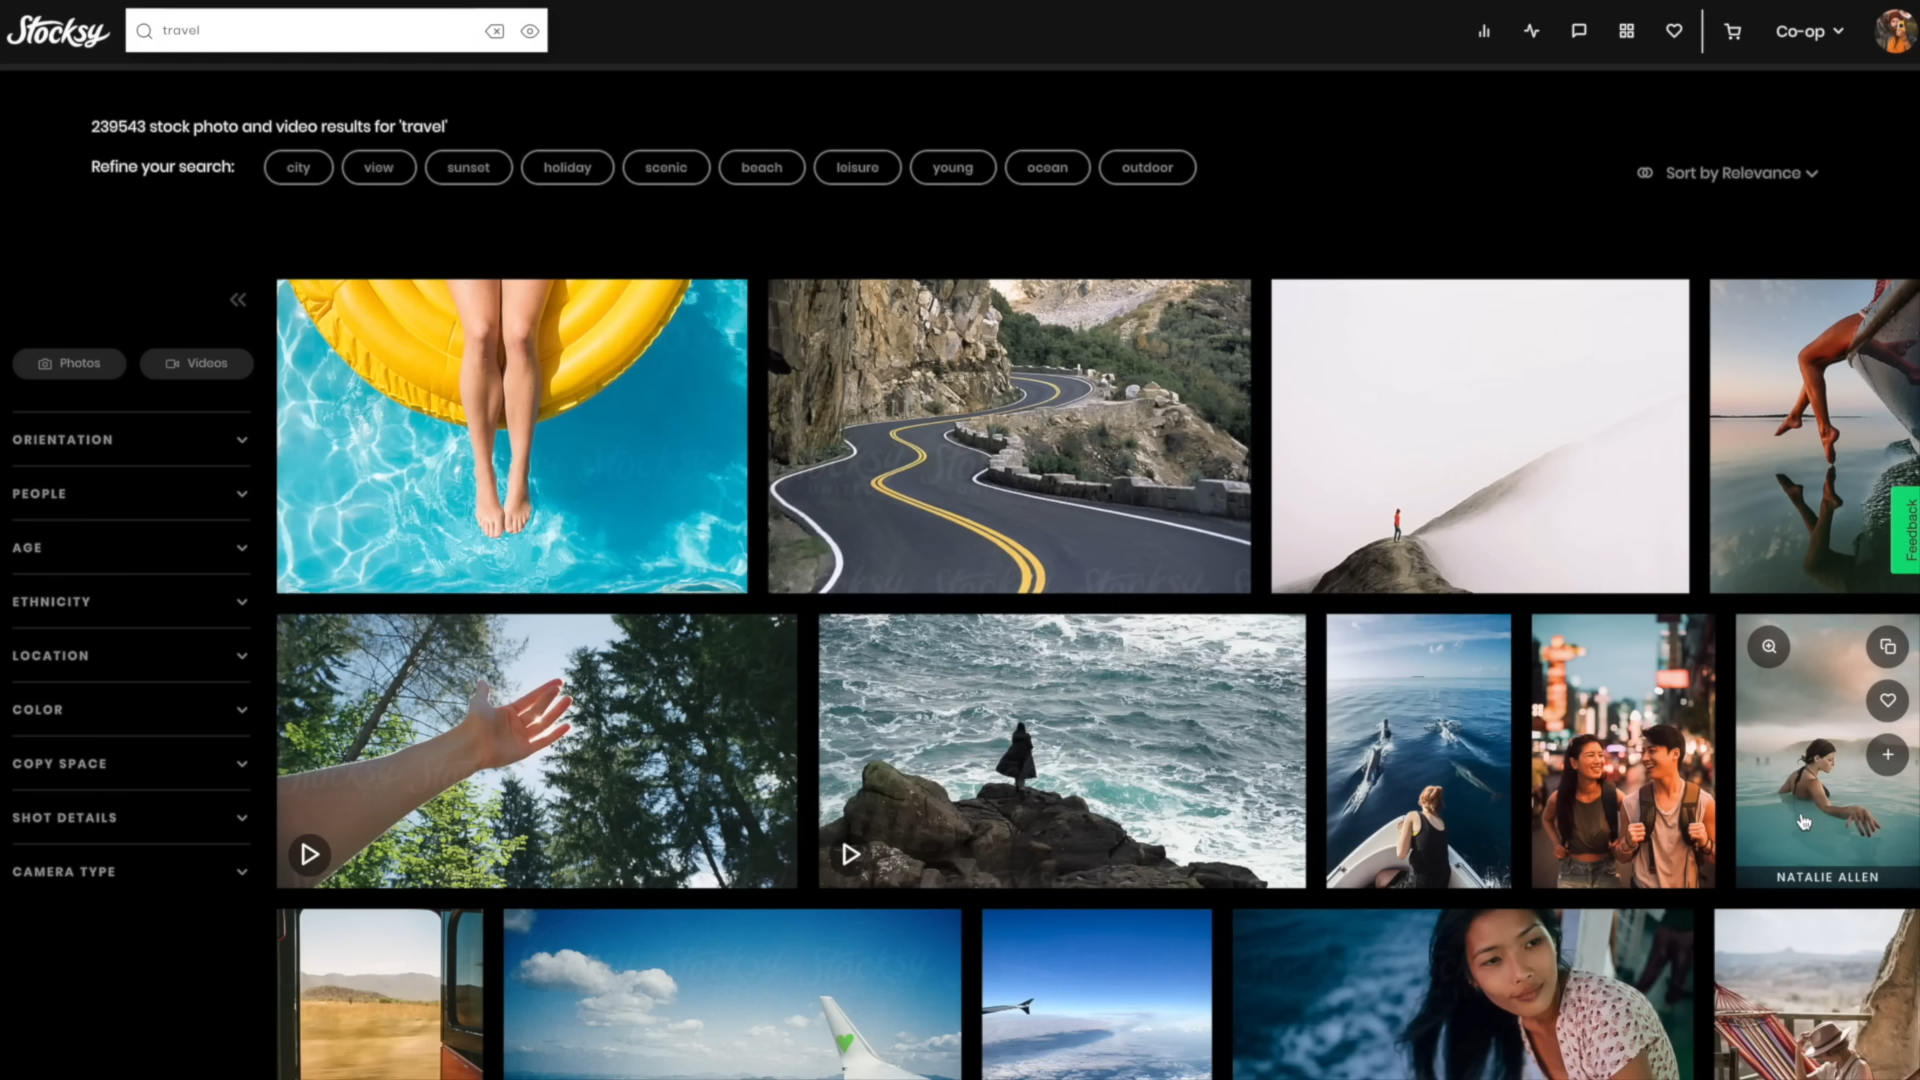 Stocksy
travel
Co-op
239543 stock photo and video results for 'travel'
Refine your search:
city
view
sunset
holiday
scenic
beach
leisure
young
ocean
outdoor
Sort by Relevance
Photos
Videos
ORIENTATION
PEOPLE
AGE
ETHNICITY
LOCATION
COLOR
COPY SPACE
SHOT DETAILS
CAMERA TYPE
Feedback
NATALIE ALLEN